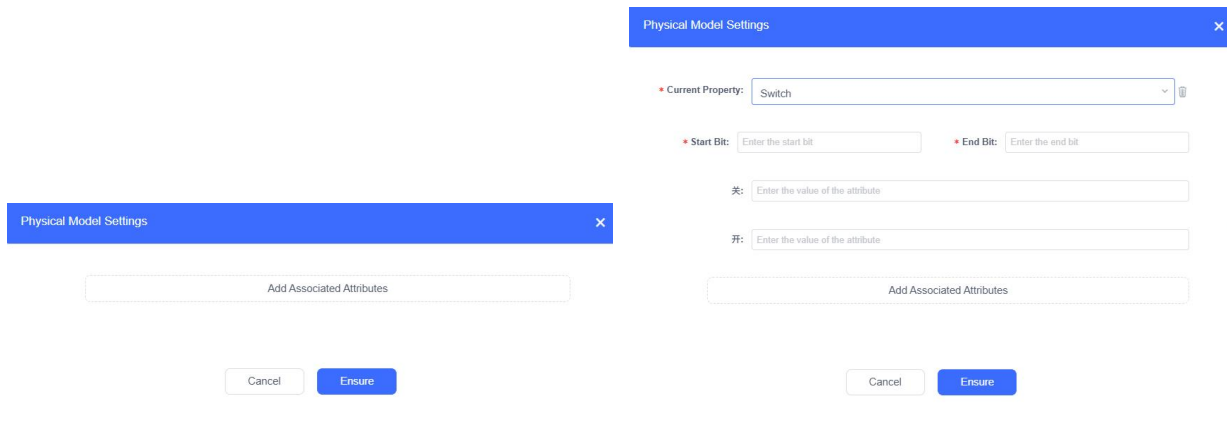 Physical Model Settings
Add Associated Attributes
Cancel Ensure
Physical Model Settings
* Current Property: Switch
* Start Bit: Enter the start bit * End Bit: Enter the end bit
关: Enter the value of the attribute
开: Enter the value of the attribute
Add Associated Attributes
Cancel Ensure